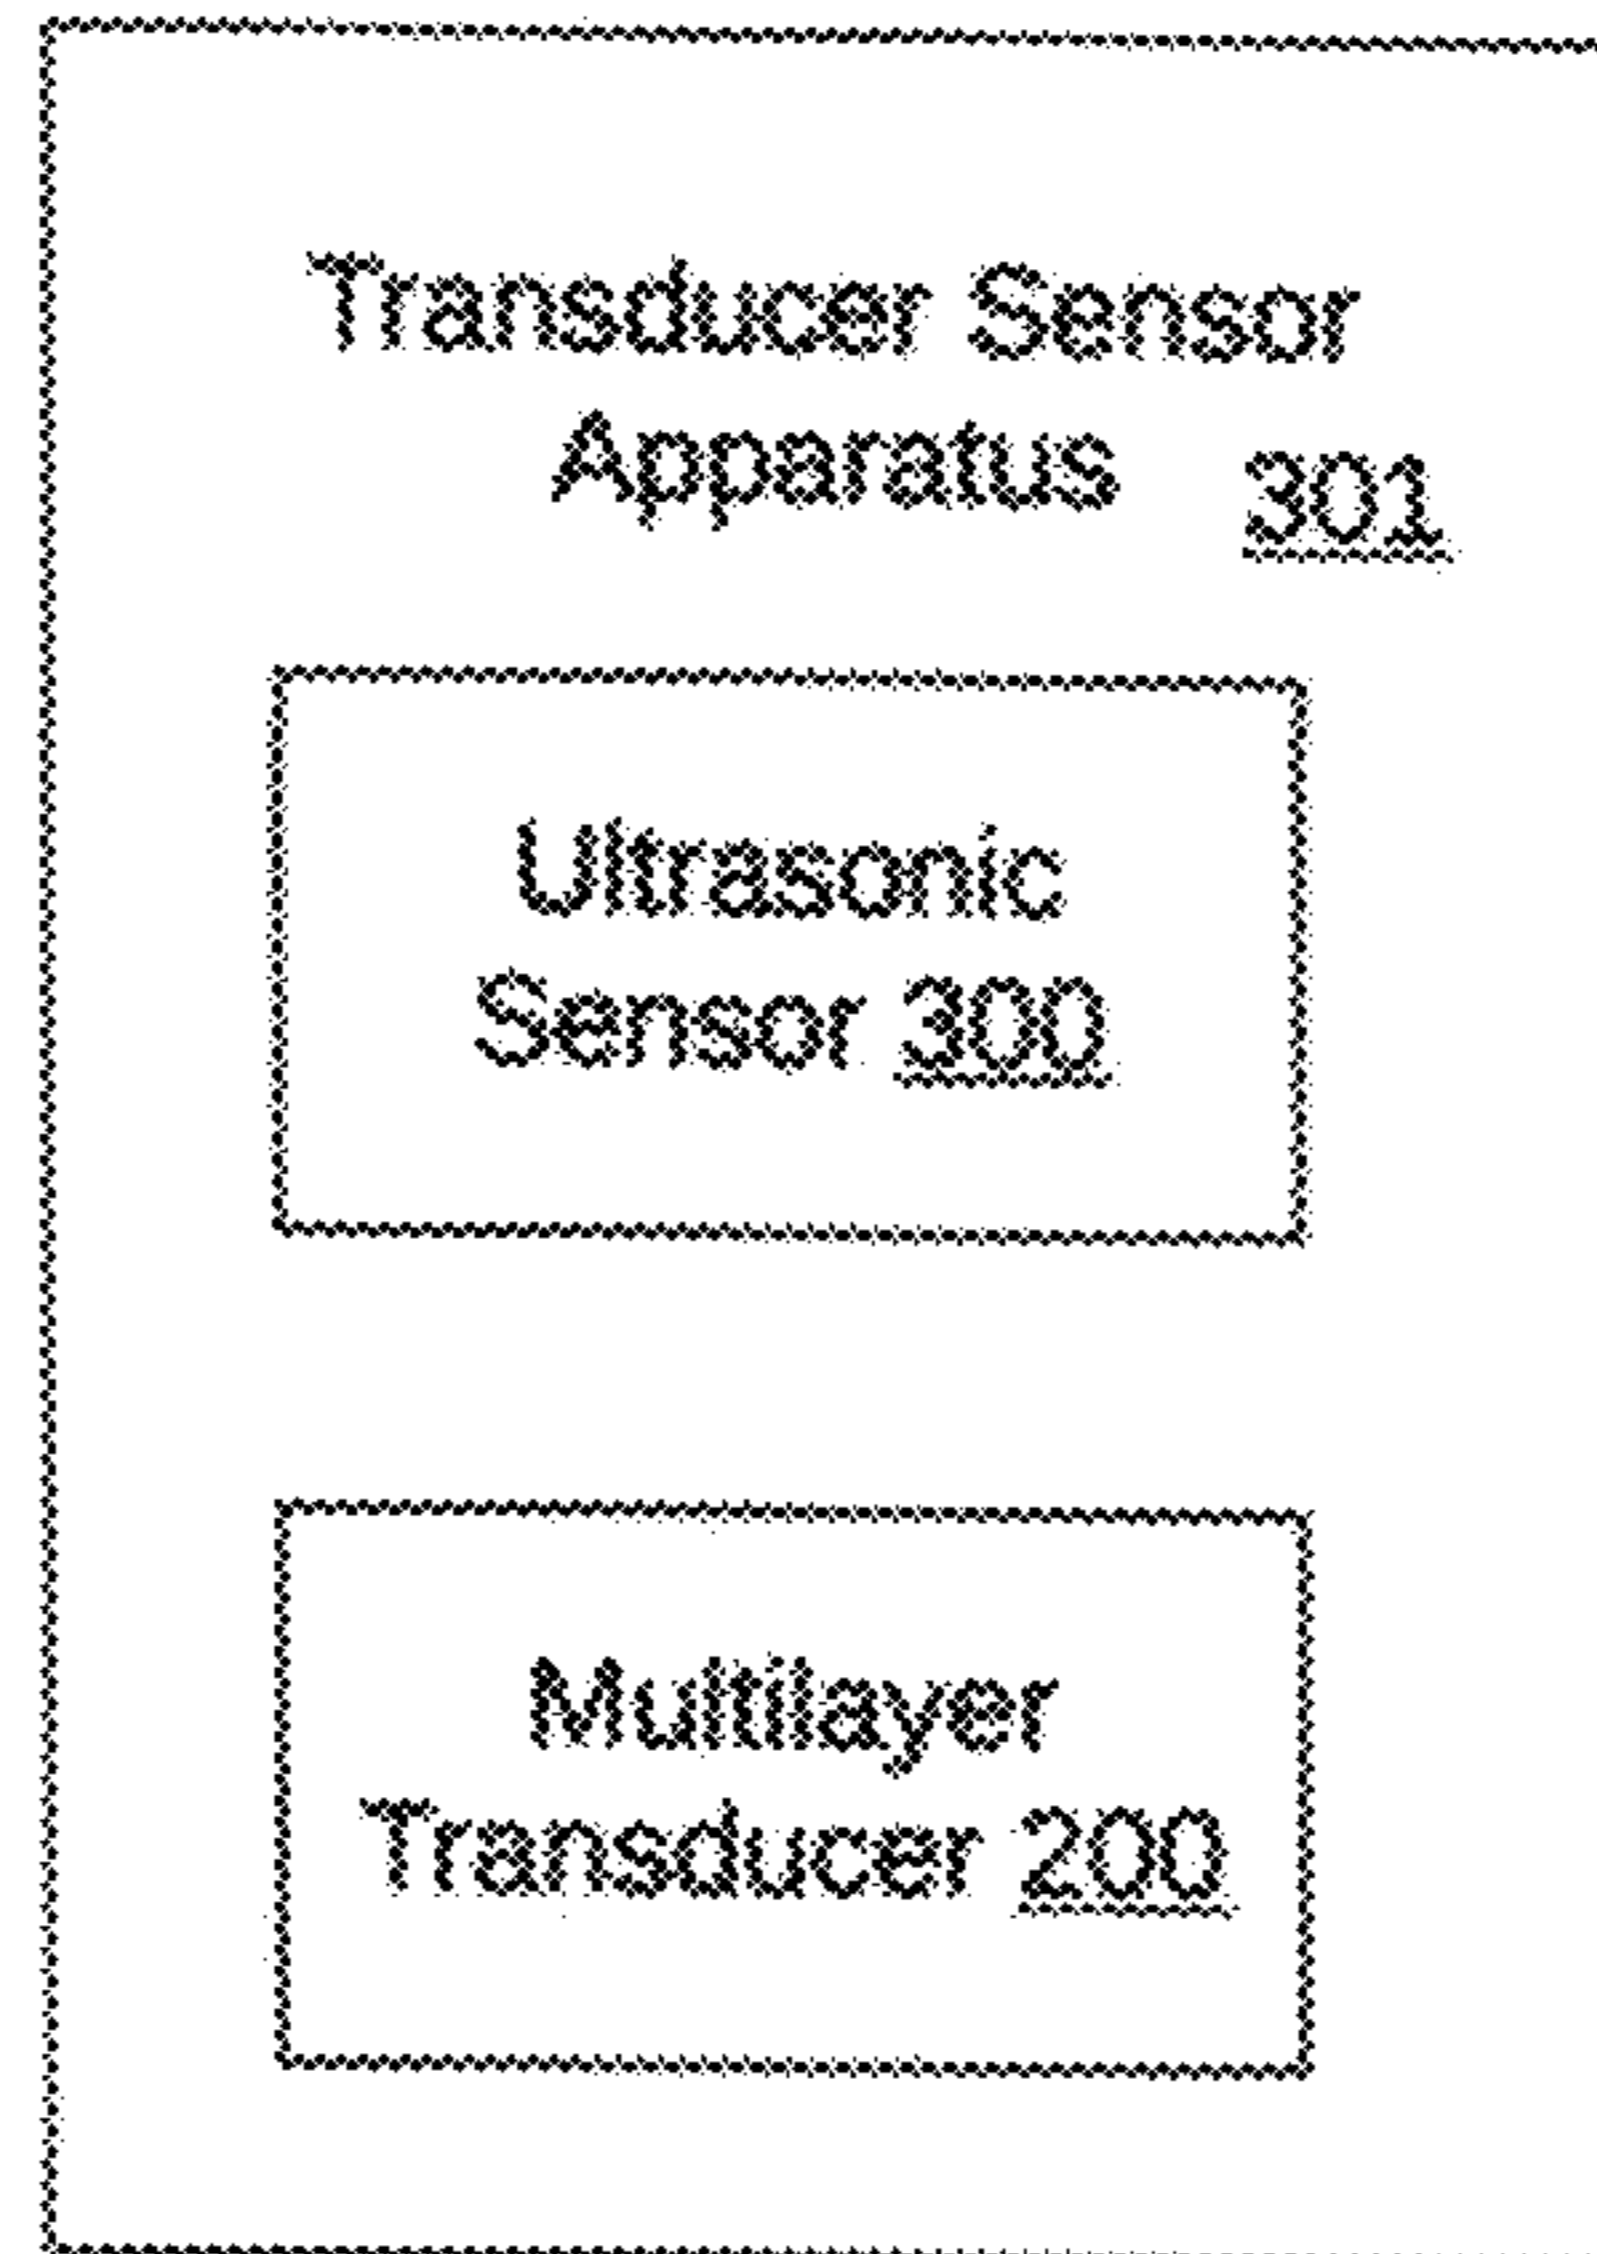 Transducer Sensor
Apparatus 301
Ultrasonic
Sensor 300
Multilayer
Transducer 200